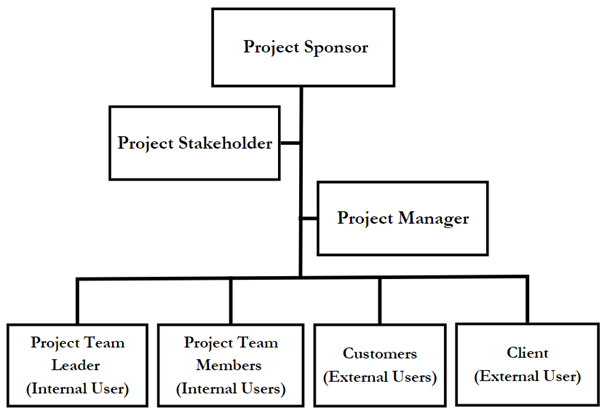 Project Sponsor
Project Stakeholder
Project Manager
Project Team
Leader
(Internal User)
Project Team
Members
(Internal Users)
Customers
(External Users)
Client
(External User)